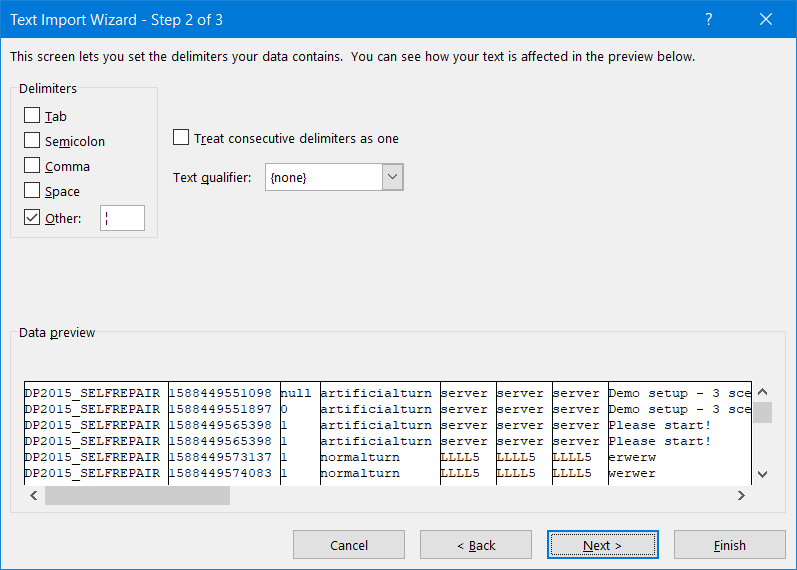 Text Import Wizard - Step 2 of 3 ?
This screen lets you set the delimiters your data contains. You can see how your text is affected in the preview below.
Delimiters
Tab
Semicolon
Comma
Space
Other: ¦
Treat consecutive delimiters as one
Text qualifier: {none}
Data preview
DP2015_SELFREPAIR 1588449551098 null artificialturn server server server Demo setup - 3 sce
DP2015_SELFREPAIR 1588449551897 0 artificialturn server server server Demo setup - 3 sce
DP2015_SELFREPAIR 1588449565398 1 artificialturn server server server Please start!
DP2015_SELFREPAIR 1588449565398 1 artificialturn server server server Please start!
DP2015_SELFREPAIR 1588449573137 1 normalturn LLLL5 LLLL5 LLLL5 erwerw
DP2015_SELFREPAIR 1588449574083 1 normalturn LLLL5 LLLL5 LLLL5 werwer
Cancel < Back Next > Finish